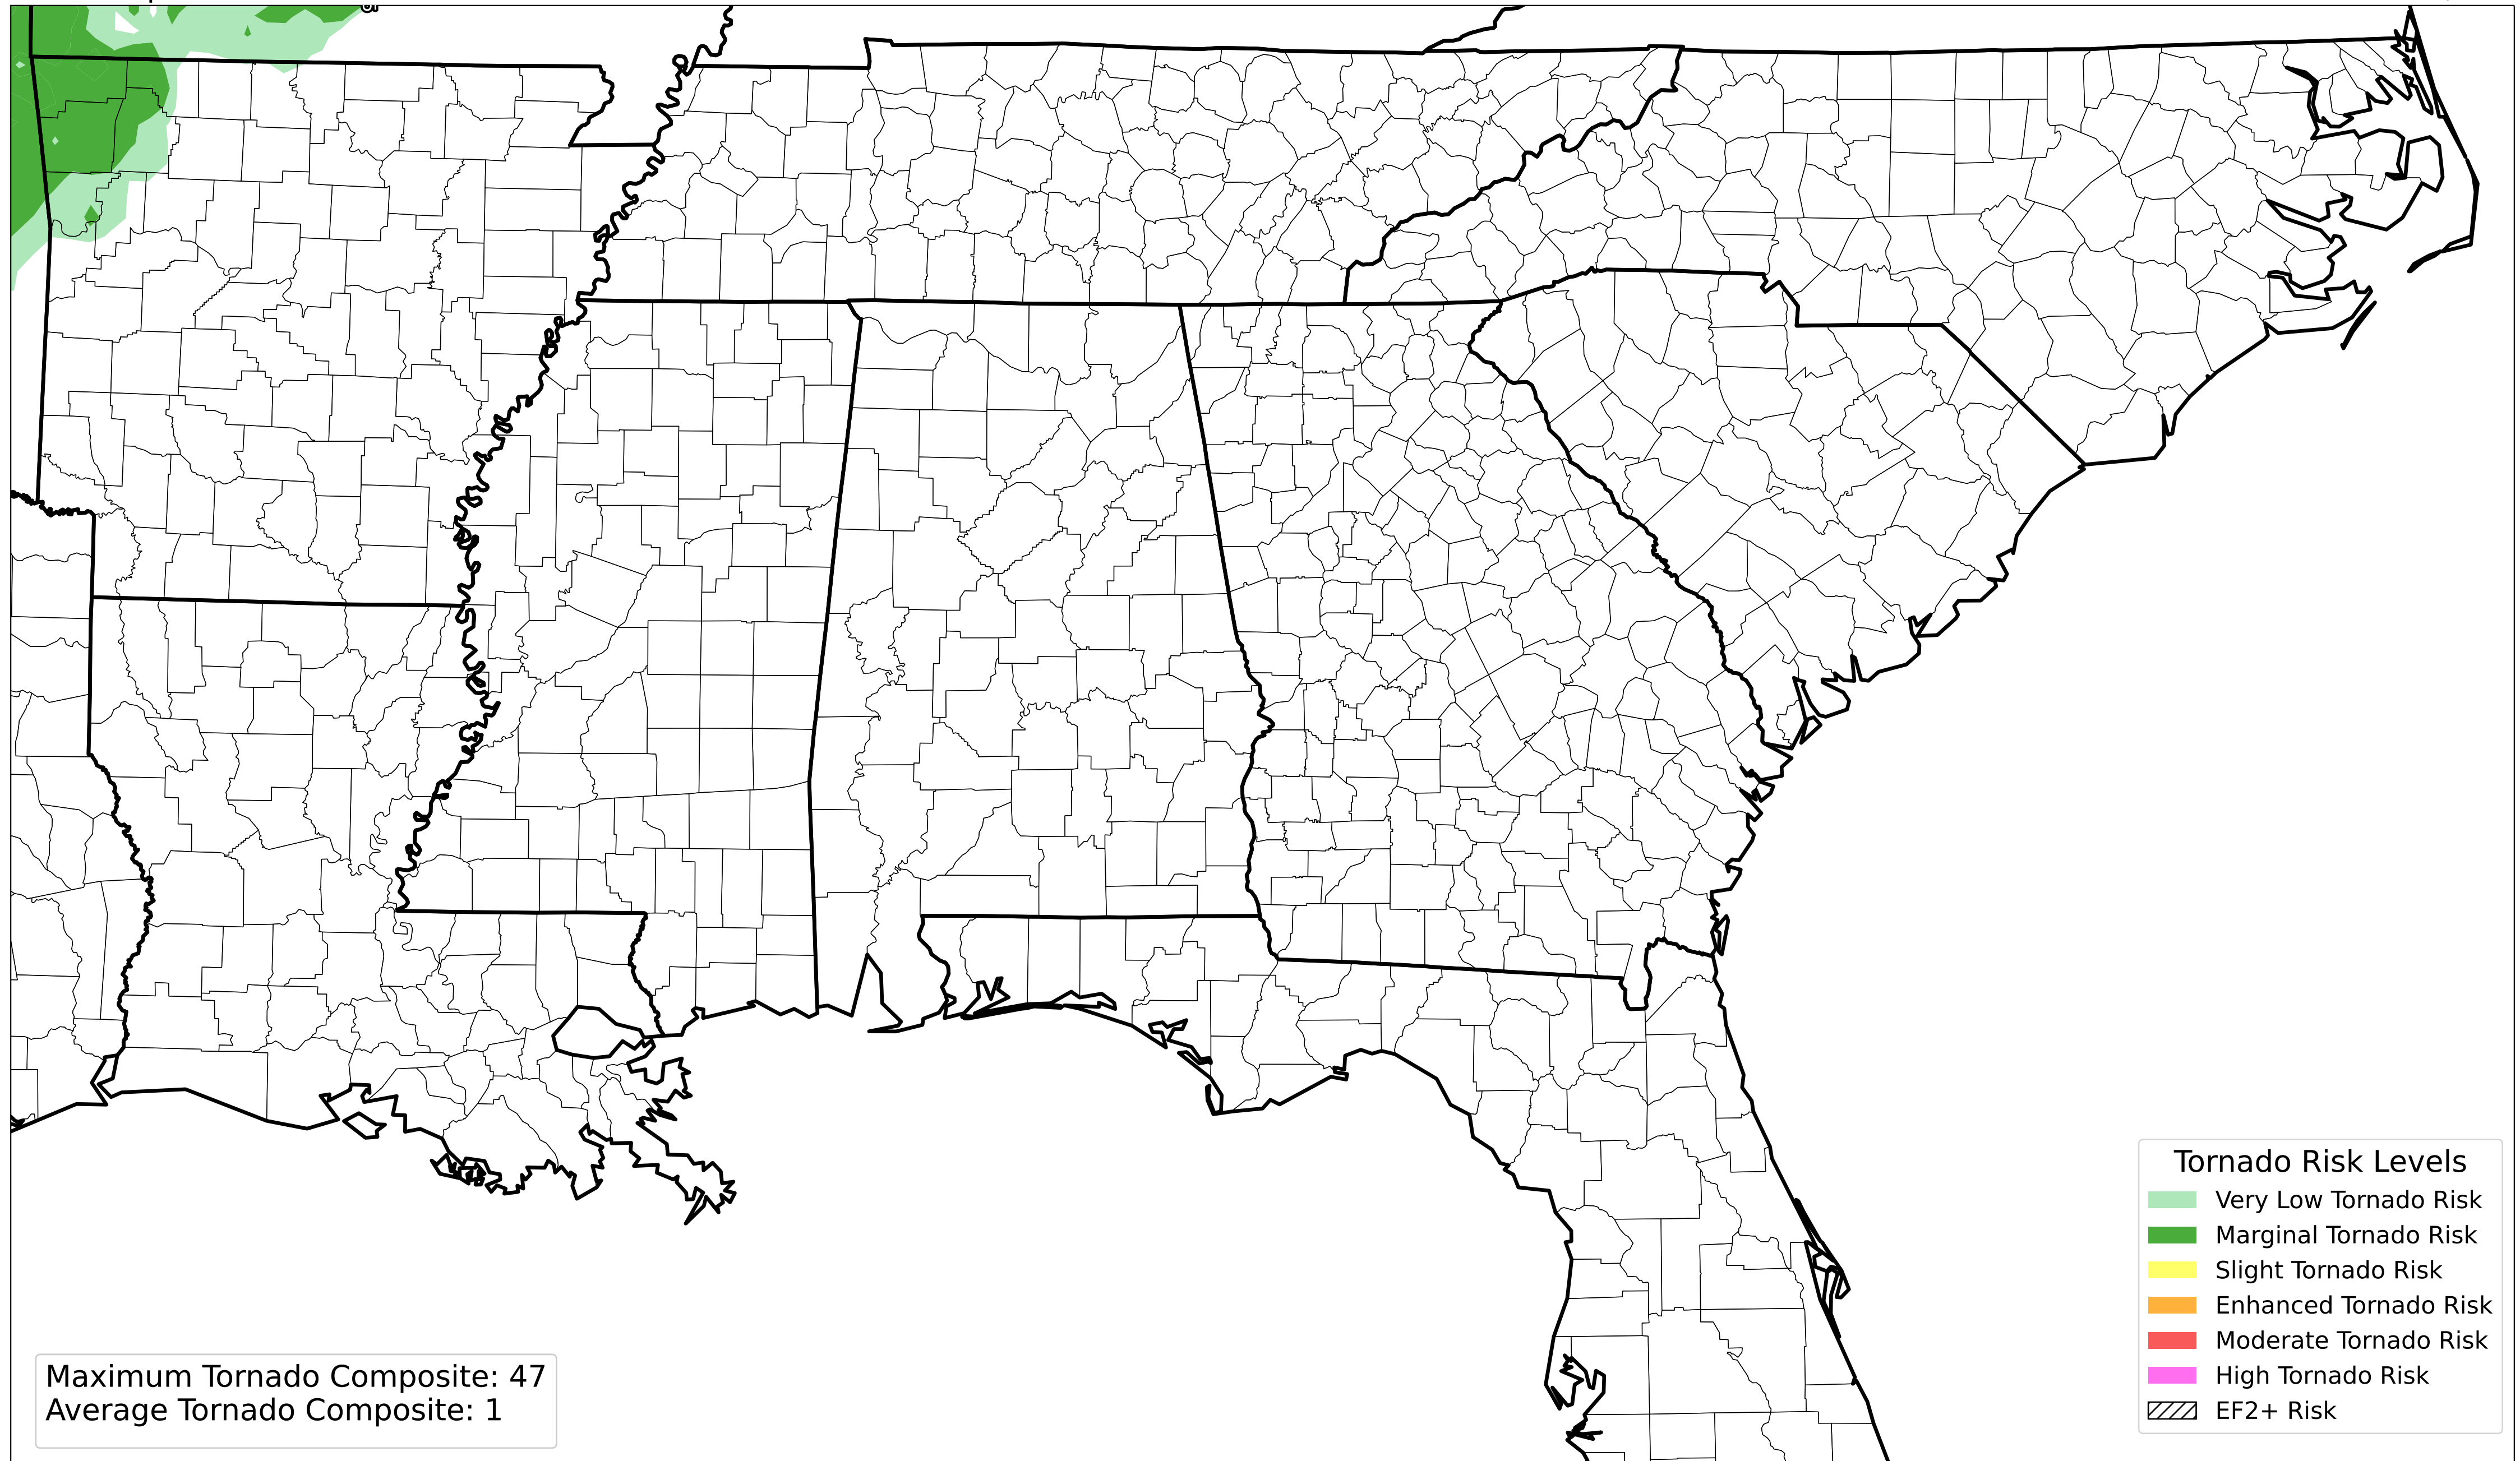 Tornado Risk Levels
Very Low Tornado Risk
Marginal Tornado Risk
Slight Tornado Risk
Enhanced Tornado Risk
Moderate Tornado Risk
High Tornado Risk
EF2+ Risk
Maximum Tornado Composite: 47
Average Tornado Composite: 1